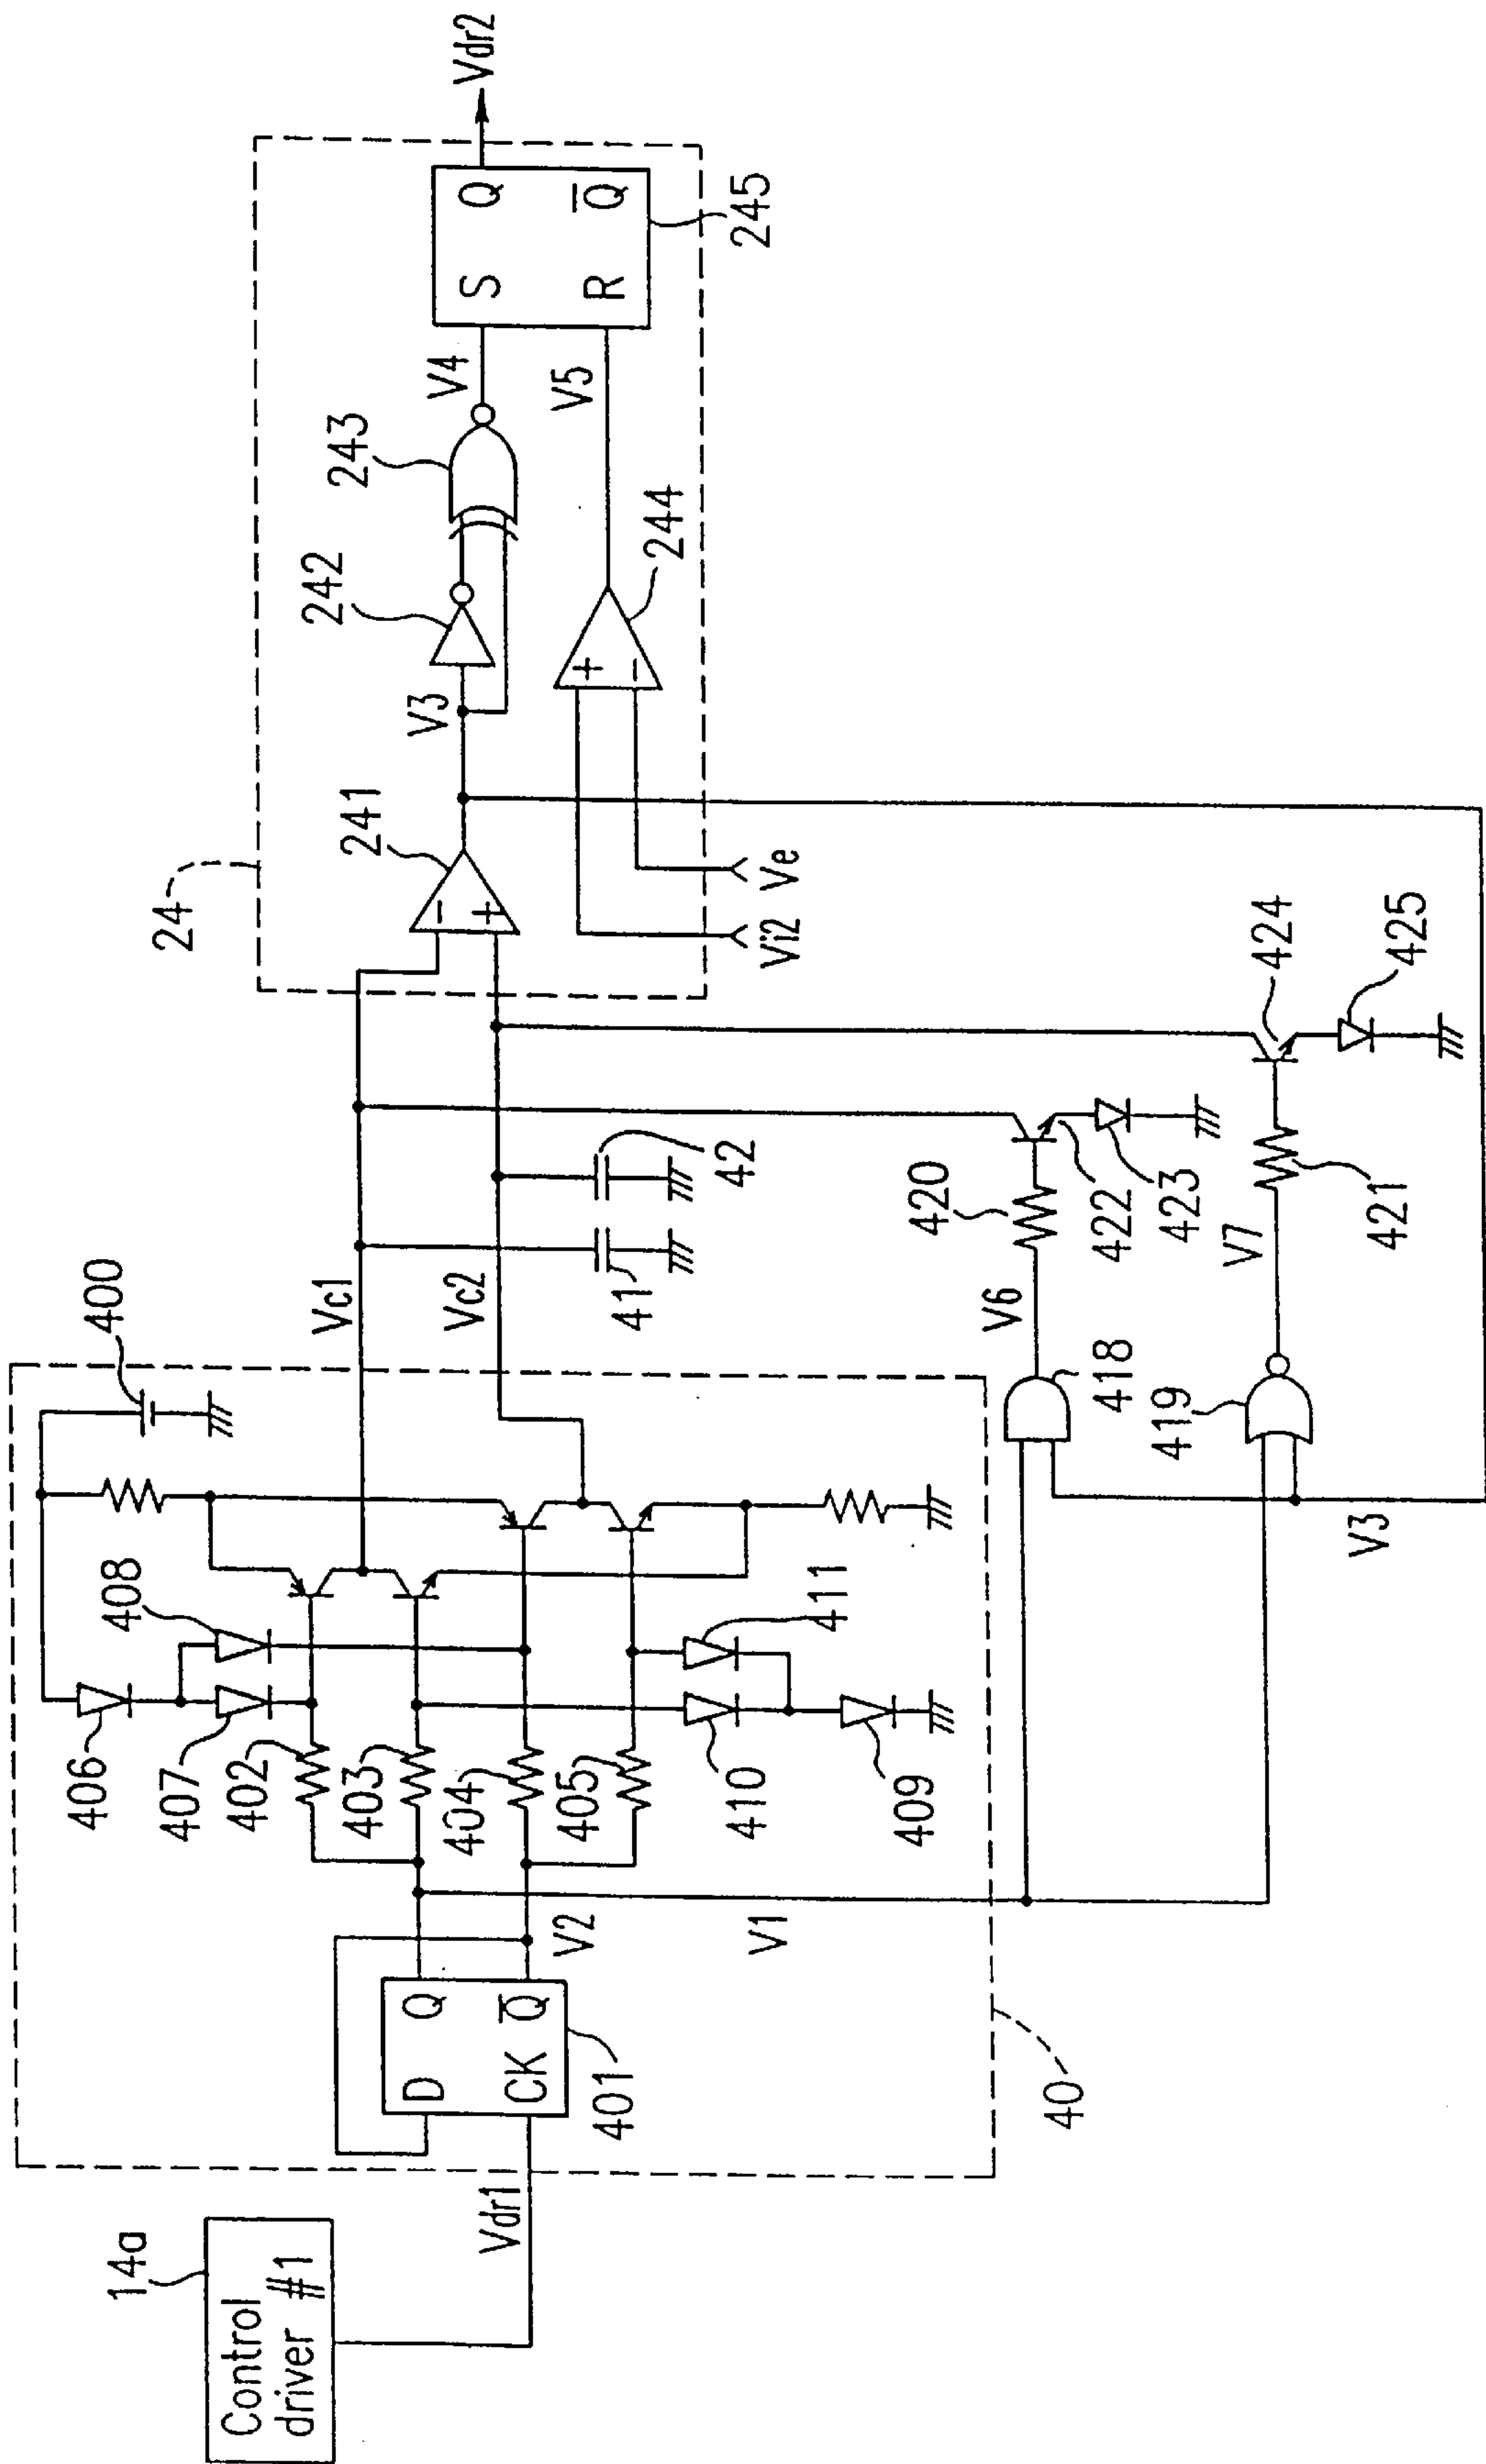 14a
Control
driver #1
Vdr1
40
401
D
Q
CK
Q̅
V2
V1
406
407
402
403
404
405
408
410
409
411
400
Vc1
Vc2
41
42
V6
418
419
V3
420
422
423
V7
421
424
425
24
241
−
+
Vi2
Ve
V3
242
243
V4
244
+
−
V5
S
Q
R
Q̅
245
Vdr2